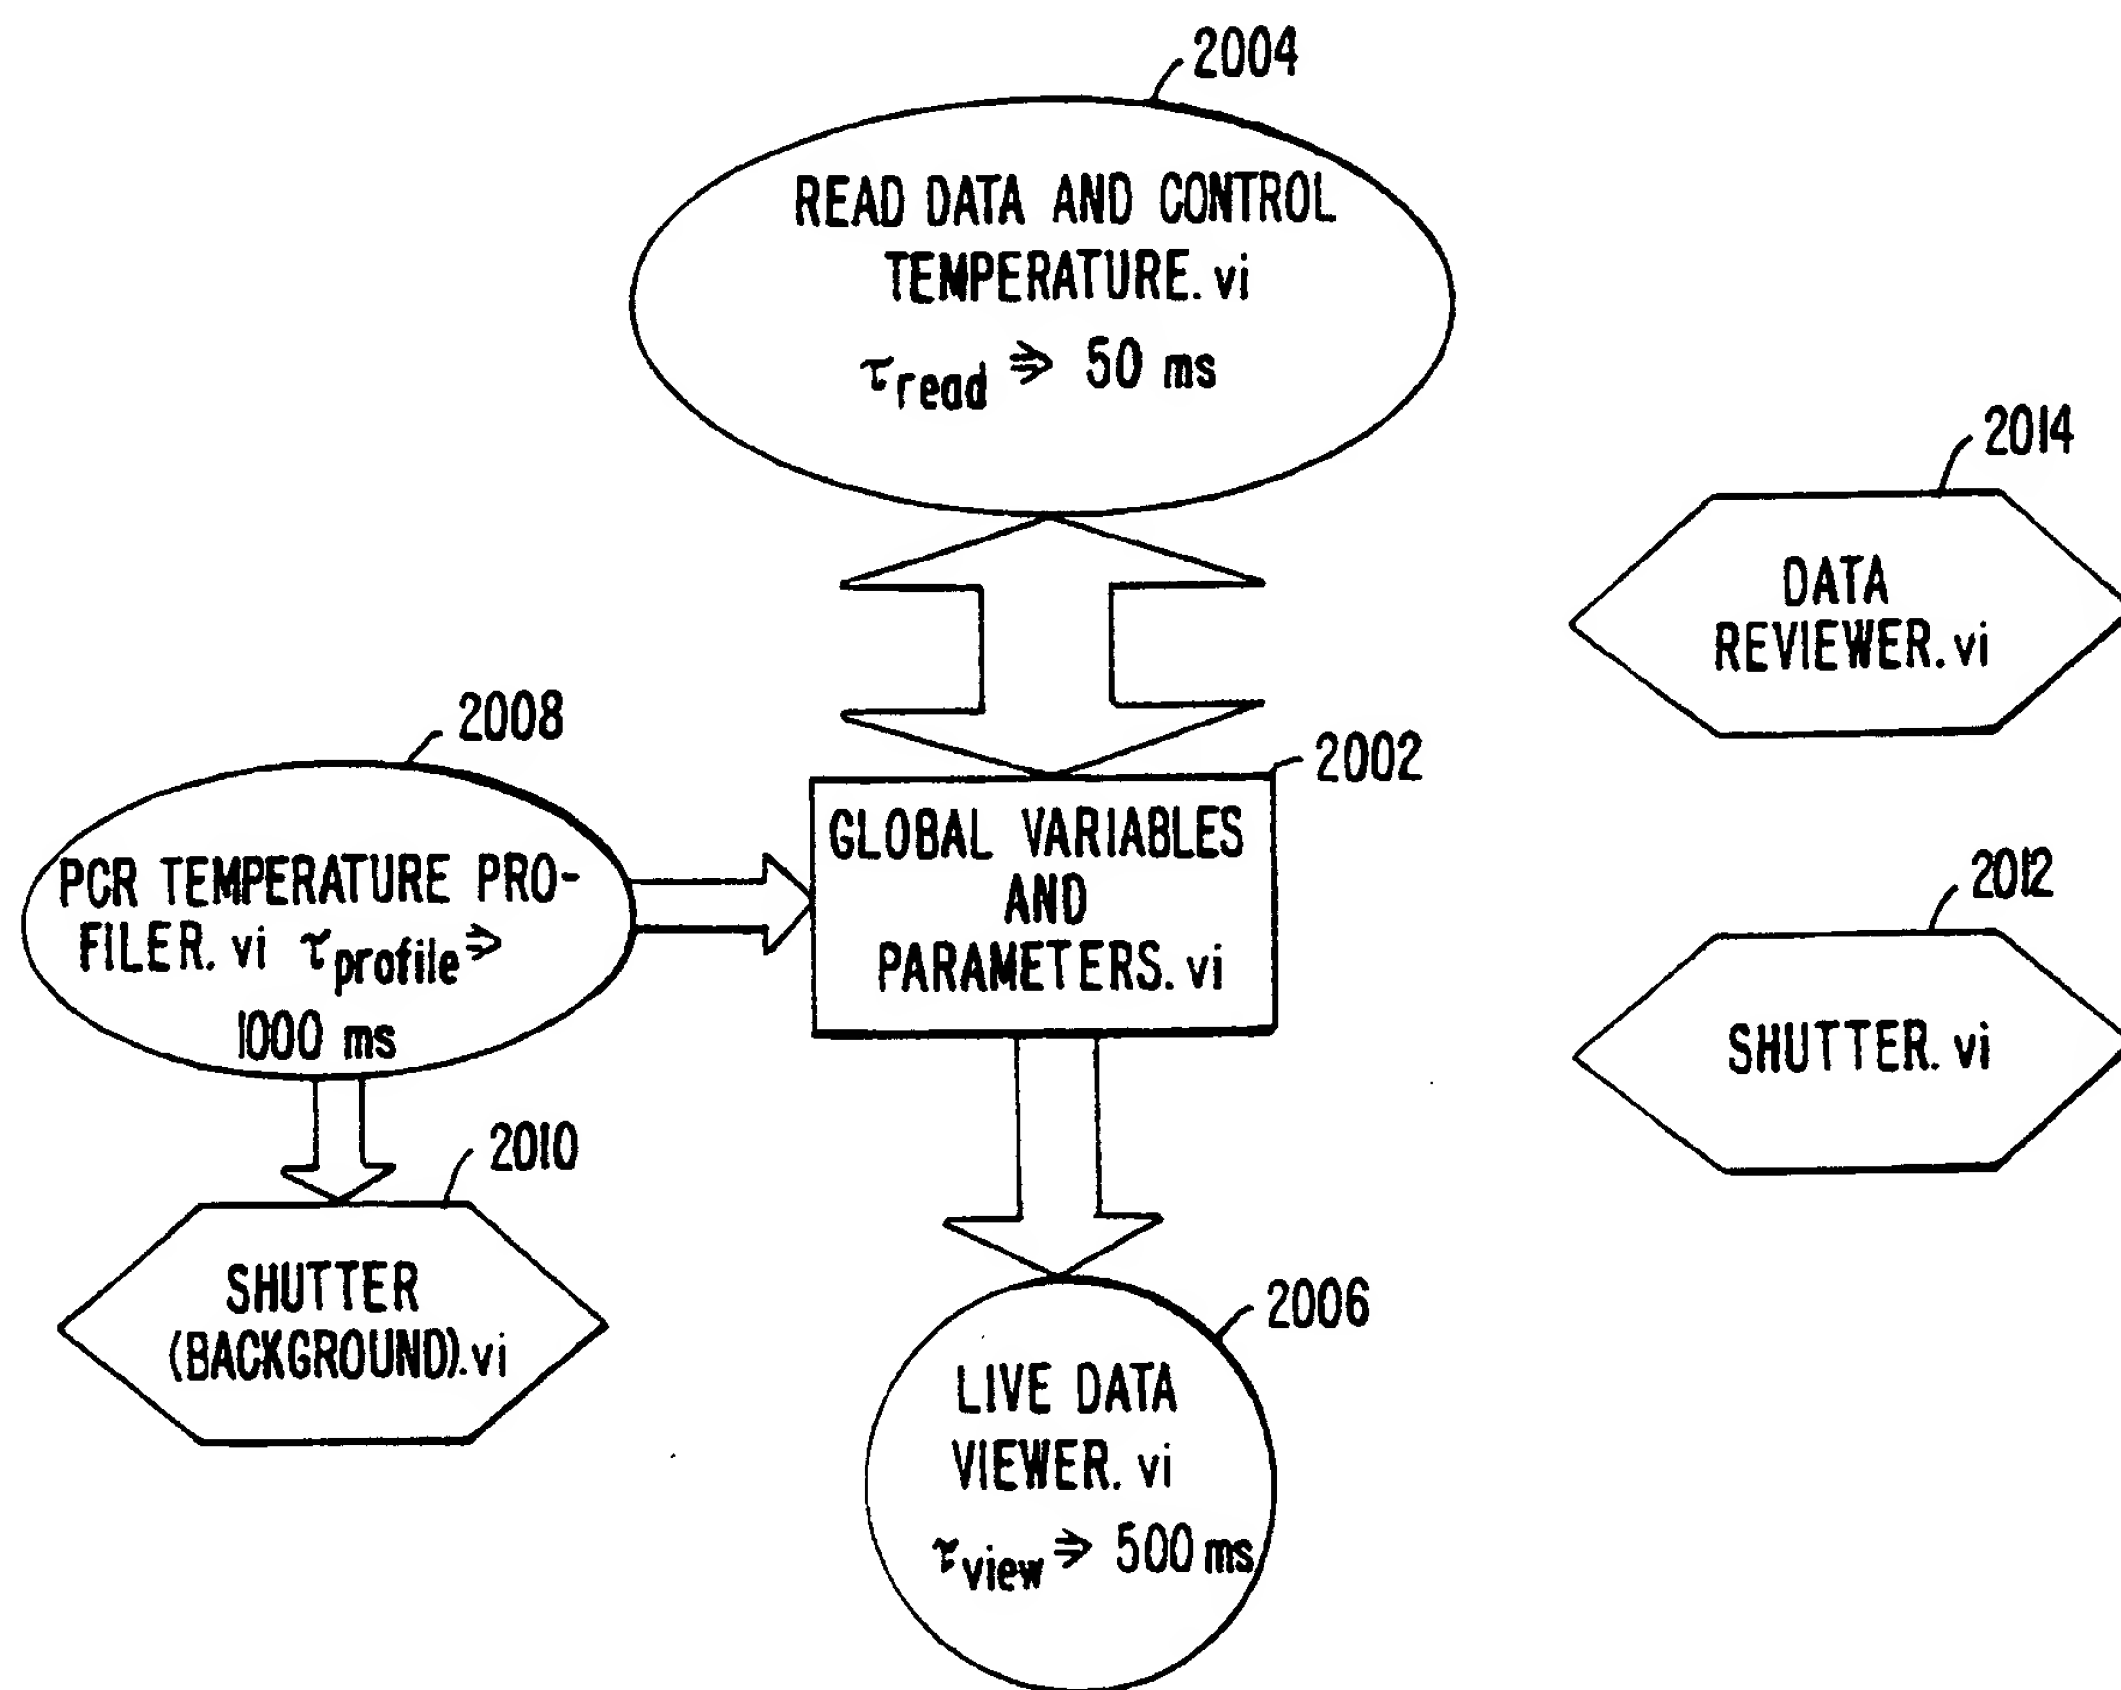 2004
READ DATA AND CONTROL
TEMPERATURE. vi
τread ⩾ 50 ms
2014
DATA
REVIEWER. vi
2008
2002
PCR TEMPERATURE PRO-
FILER. vi τprofile ⩾
1000 ms
GLOBAL VARIABLES
AND
PARAMETERS. vi
2012
SHUTTER. vi
2010
SHUTTER
(BACKGROUND).vi
2006
LIVE DATA
VIEWER. vi
τview ⩾ 500 ms